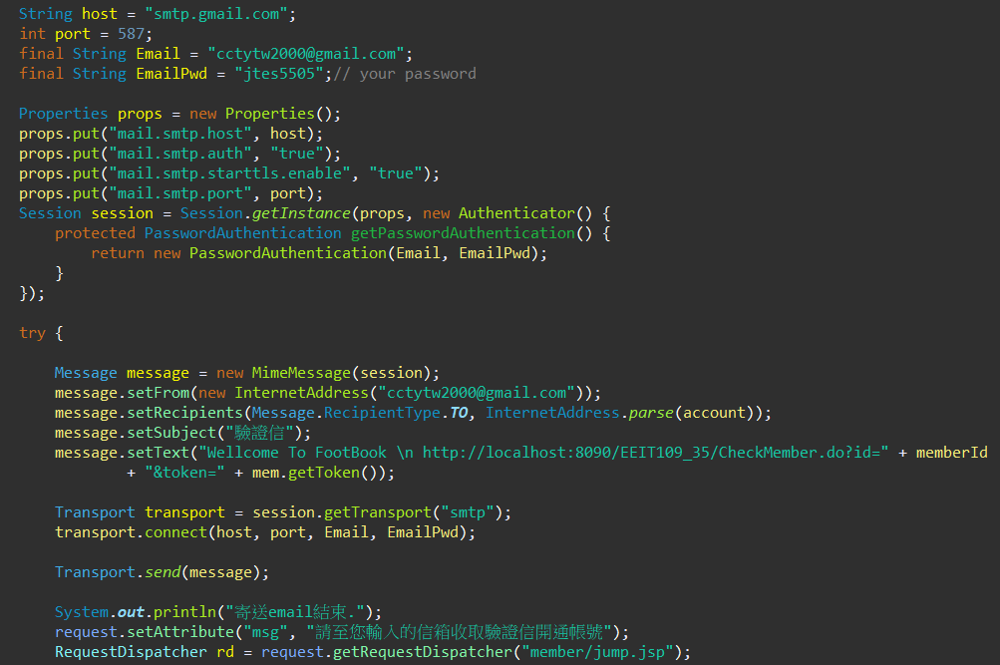 String host = "smtp.gmail.com";
int port = 587;
final String Email = "cctytw2000@gmail.com";
final String EmailPwd = "jtes5505";// your password
Properties props = new Properties();
props.put("mail.smtp.host", host);
props.put("mail.smtp.auth", "true");
props.put("mail.smtp.starttls.enable", "true");
props.put("mail.smtp.port", port);
Session session = Session.getInstance(props, new Authenticator() {
    protected PasswordAuthentication getPasswordAuthentication() {
        return new PasswordAuthentication(Email, EmailPwd);
    }
});
try {
    Message message = new MimeMessage(session);
    message.setFrom(new InternetAddress("cctytw2000@gmail.com"));
    message.setRecipients(Message.RecipientType.TO, InternetAddress.parse(account));
    message.setSubject("驗證信");
    message.setText("Wellcome To FootBook \n http://localhost:8090/EEIT109_35/CheckMember.do?id=" + memberId
            + "&token=" + mem.getToken());
    Transport transport = session.getTransport("smtp");
    transport.connect(host, port, Email, EmailPwd);
    Transport.send(message);
    System.out.println("寄送email結束.");
    request.setAttribute("msg", "請至您輸入的信箱收取驗證信開通帳號");
    RequestDispatcher rd = request.getRequestDispatcher("member/jump.jsp");